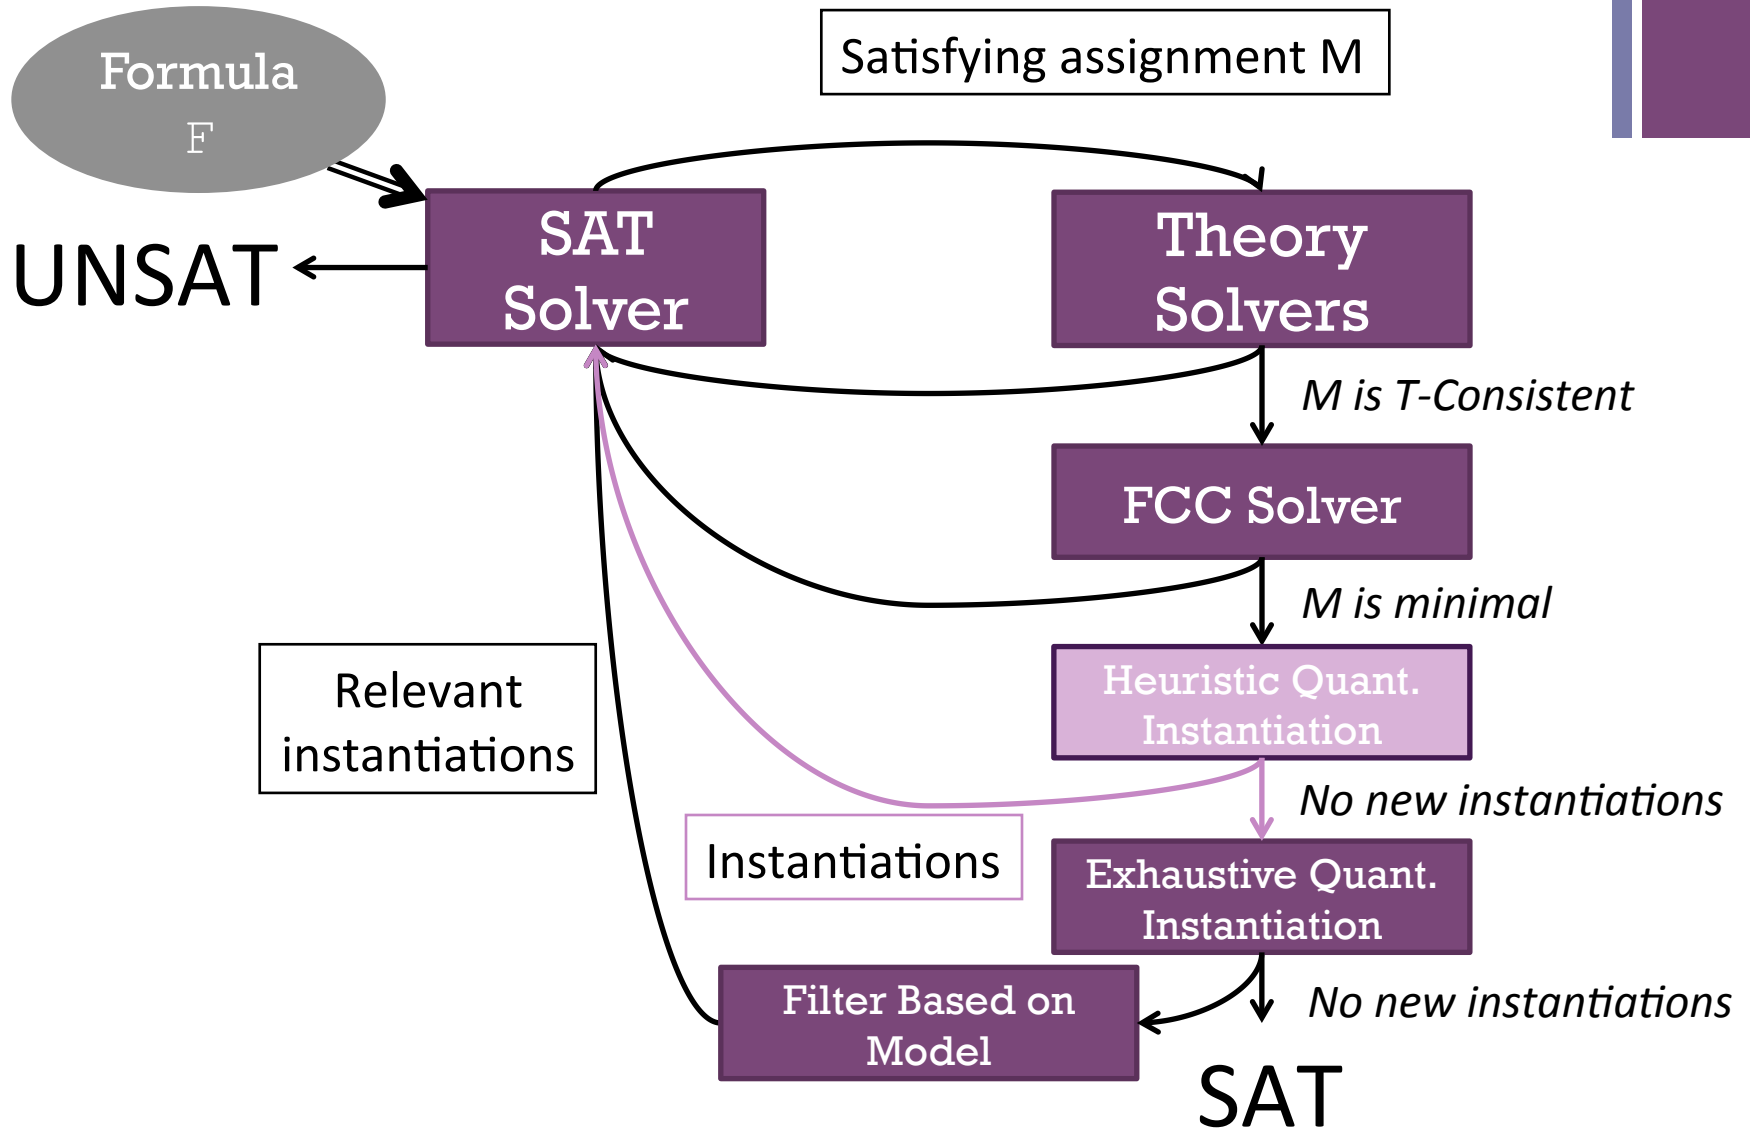 Formula
F
Satisfying assignment M
SAT
Solver
Theory
Solvers
UNSAT
M is T-Consistent
FCC Solver
M is minimal
Heuristic Quant.
Instantiation
Relevant
instantiations
No new instantiations
Instantiations
Exhaustive Quant.
Instantiation
Filter Based on
Model
No new instantiations
SAT